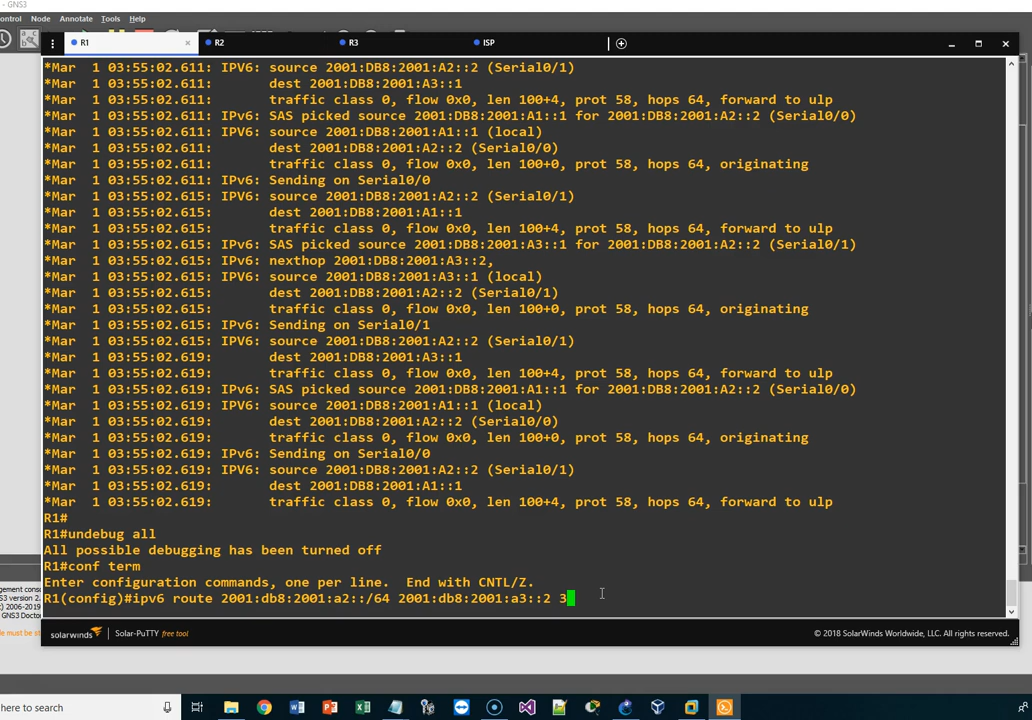 GNS3
ontrol Node Annotate Tools Help
R1 × R2 R3 ISP
*Mar  1 03:55:02.611: IPV6: source 2001:DB8:2001:A2::2 (Serial0/1)
*Mar  1 03:55:02.611:       dest 2001:DB8:2001:A3::1
*Mar  1 03:55:02.611:       traffic class 0, flow 0x0, len 100+4, prot 58, hops 64, forward to ulp
*Mar  1 03:55:02.611: IPV6: SAS picked source 2001:DB8:2001:A1::1 for 2001:DB8:2001:A2::2 (Serial0/0)
*Mar  1 03:55:02.611: IPV6: source 2001:DB8:2001:A1::1 (local)
*Mar  1 03:55:02.611:       dest 2001:DB8:2001:A2::2 (Serial0/0)
*Mar  1 03:55:02.611:       traffic class 0, flow 0x0, len 100+0, prot 58, hops 64, originating
*Mar  1 03:55:02.611: IPv6: Sending on Serial0/0
*Mar  1 03:55:02.615: IPV6: source 2001:DB8:2001:A2::2 (Serial0/1)
*Mar  1 03:55:02.615:       dest 2001:DB8:2001:A1::1
*Mar  1 03:55:02.615:       traffic class 0, flow 0x0, len 100+4, prot 58, hops 64, forward to ulp
*Mar  1 03:55:02.615: IPV6: SAS picked source 2001:DB8:2001:A3::1 for 2001:DB8:2001:A2::2 (Serial0/1)
*Mar  1 03:55:02.615: IPV6: nexthop 2001:DB8:2001:A3::2,
*Mar  1 03:55:02.615: IPV6: source 2001:DB8:2001:A3::1 (local)
*Mar  1 03:55:02.615:       dest 2001:DB8:2001:A2::2 (Serial0/1)
*Mar  1 03:55:02.615:       traffic class 0, flow 0x0, len 100+0, prot 58, hops 64, originating
*Mar  1 03:55:02.615: IPv6: Sending on Serial0/1
*Mar  1 03:55:02.619: IPV6: source 2001:DB8:2001:A2::2 (Serial0/1)
*Mar  1 03:55:02.619:       dest 2001:DB8:2001:A3::1
*Mar  1 03:55:02.619:       traffic class 0, flow 0x0, len 100+4, prot 58, hops 64, forward to ulp
*Mar  1 03:55:02.619: IPV6: SAS picked source 2001:DB8:2001:A1::1 for 2001:DB8:2001:A2::2 (Serial0/0)
*Mar  1 03:55:02.619: IPV6: source 2001:DB8:2001:A1::1 (local)
*Mar  1 03:55:02.619:       dest 2001:DB8:2001:A2::2 (Serial0/0)
*Mar  1 03:55:02.619:       traffic class 0, flow 0x0, len 100+0, prot 58, hops 64, originating
*Mar  1 03:55:02.619: IPv6: Sending on Serial0/0
*Mar  1 03:55:02.619: IPV6: source 2001:DB8:2001:A2::2 (Serial0/1)
*Mar  1 03:55:02.619:       dest 2001:DB8:2001:A1::1
*Mar  1 03:55:02.619:       traffic class 0, flow 0x0, len 100+4, prot 58, hops 64, forward to ulp
R1#
R1#undebug all
All possible debugging has been turned off
R1#conf term
Enter configuration commands, one per line.  End with CNTL/Z.
R1(config)#ipv6 route 2001:db8:2001:a2::/64 2001:db8:2001:a3::2 3
gement cons
S3 version 2.
) 2006-2019
GNS3 Doctor
e must be s
solarwinds Solar-PuTTY free tool © 2018 SolarWinds Worldwide, LLC. All rights reserved.
here to search